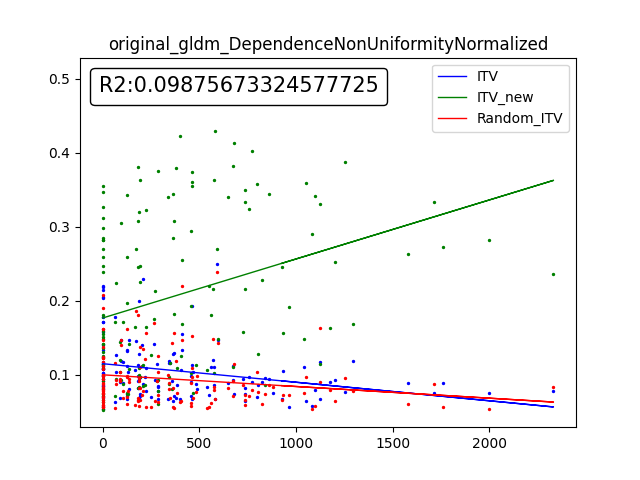 original_gldm_DependenceNonUniformityNormalized
R2:0.09875673324577725
ITV
ITV_new
Random_ITV
0.5
0.4
0.3
0.2
0.1
0 500 1000 1500 2000